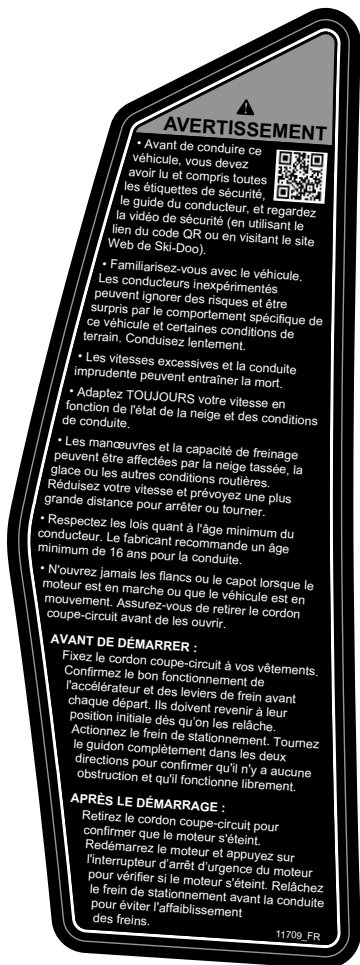 AVERTISSEMENT
• Avant de conduire ce
véhicule, vous devez
avoir lu et compris toutes
les étiquettes de sécurité,
le guide du conducteur, et regardez
la vidéo de sécurité (en utilisant le
lien du code QR ou en visitant le site
Web de Ski-Doo).
• Familiarisez-vous avec le véhicule.
Les conducteurs inexpérimentés
peuvent ignorer des risques et être
surpris par le comportement spécifique de
ce véhicule et certaines conditions de
terrain. Conduisez lentement.
• Les vitesses excessives et la conduite
imprudente peuvent entraîner la mort.
• Adaptez TOUJOURS votre vitesse en
fonction de l'état de la neige et des conditions
de conduite.
• Les manœuvres et la capacité de freinage
peuvent être affectées par la neige tassée, la
glace ou les autres conditions routières.
Réduisez votre vitesse et prévoyez une plus
grande distance pour arrêter ou tourner.
• Respectez les lois quant à l'âge minimum du
conducteur. Le fabricant recommande un âge
minimum de 16 ans pour la conduite.
• N'ouvrez jamais les flancs ou le capot lorsque le
moteur est en marche ou que le véhicule est en
mouvement. Assurez-vous de retirer le cordon
coupe-circuit avant de les ouvrir.
AVANT DE DÉMARRER :
Fixez le cordon coupe-circuit à vos vêtements.
Confirmez le bon fonctionnement de
l'accélérateur et des leviers de frein avant
chaque départ. Ils doivent revenir à leur
position initiale dès qu'on les relâche.
Actionnez le frein de stationnement. Tournez
le guidon complètement dans les deux
directions pour confirmer qu'il n'y a aucune
obstruction et qu'il fonctionne librement.
APRÈS LE DÉMARRAGE :
Retirez le cordon coupe-circuit pour
confirmer que le moteur s'éteint.
Redémarrez le moteur et appuyez sur
l'interrupteur d'arrêt d'urgence du moteur
pour vérifier si le moteur s'éteint. Relâchez
le frein de stationnement avant la conduite
pour éviter l'affaiblissement
des freins.
11709_FR